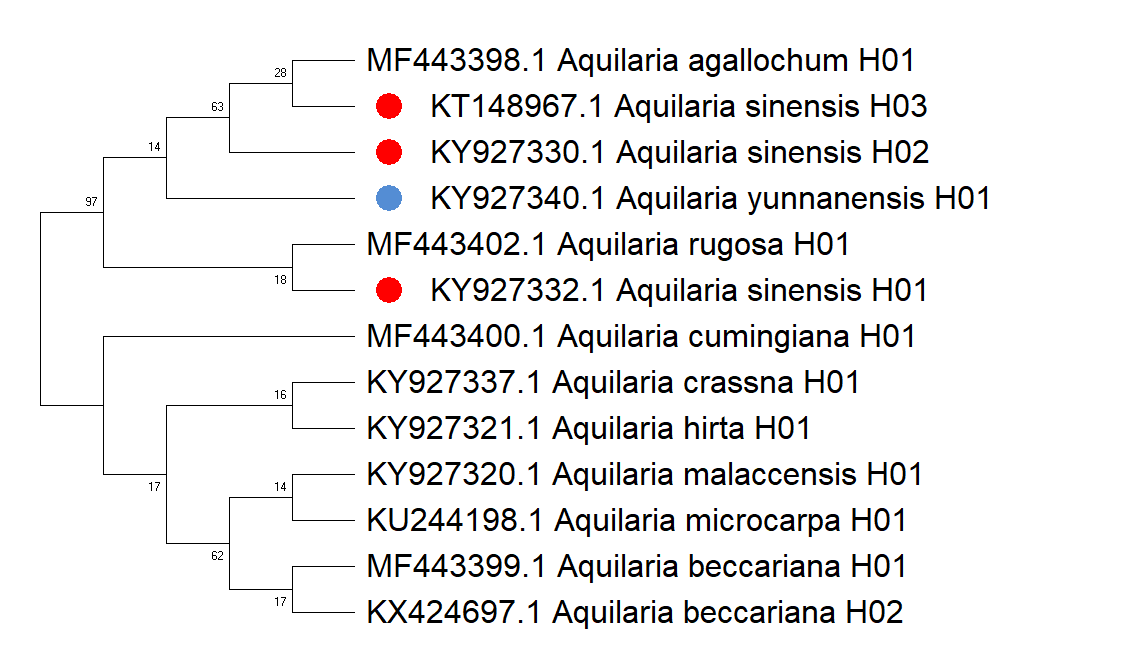 28
MF443398.1 Aquilaria agallochum H01
63
KT148967.1 Aquilaria sinensis H03
14
KY927330.1 Aquilaria sinensis H02
97
KY927340.1 Aquilaria yunnanensis H01
MF443402.1 Aquilaria rugosa H01
18
KY927332.1 Aquilaria sinensis H01
MF443400.1 Aquilaria cumingiana H01
16
KY927337.1 Aquilaria crassna H01
KY927321.1 Aquilaria hirta H01
17
14
KY927320.1 Aquilaria malaccensis H01
KU244198.1 Aquilaria microcarpa H01
62
MF443399.1 Aquilaria beccariana H01
17
KX424697.1 Aquilaria beccariana H02